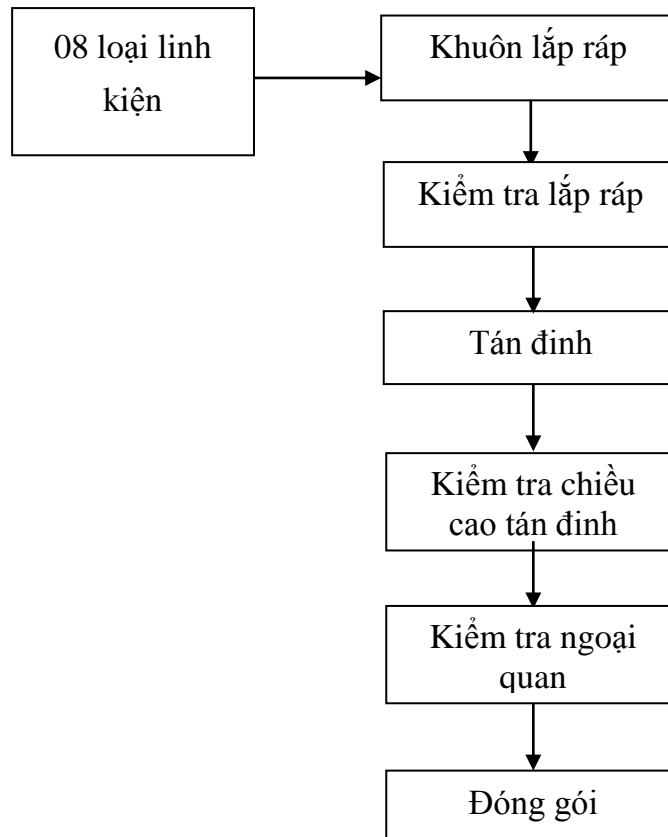 08 loại linh
kiện
Khuôn lắp ráp
Kiểm tra lắp ráp
Tán đinh
Kiểm tra chiều
cao tán đinh
Kiểm tra ngoại
quan
Đóng gói